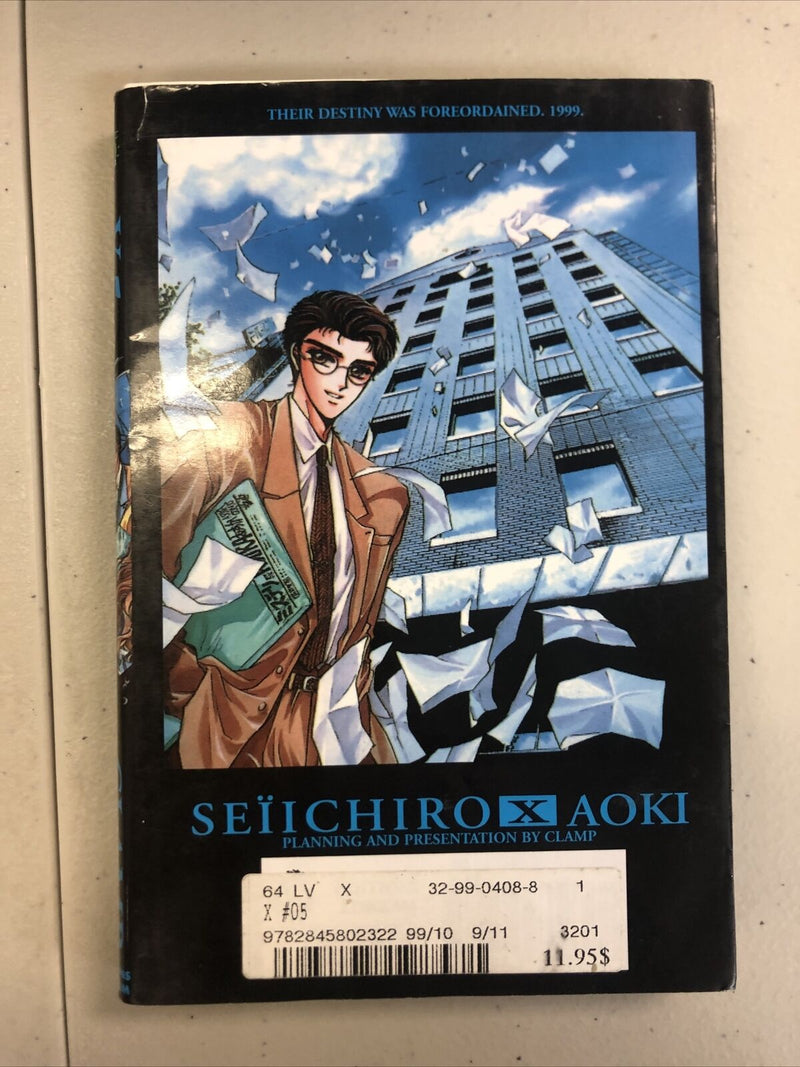 THEIR DESTINY WAS FOREORDAINED. 1999.
SEÏICHIRO X AOKI
PLANNING AND PRESENTATION BY CLAMP
64 LV X 32-99-0408-8 1
X #05
9782845802322 99/10 9/11 3201
11.95$